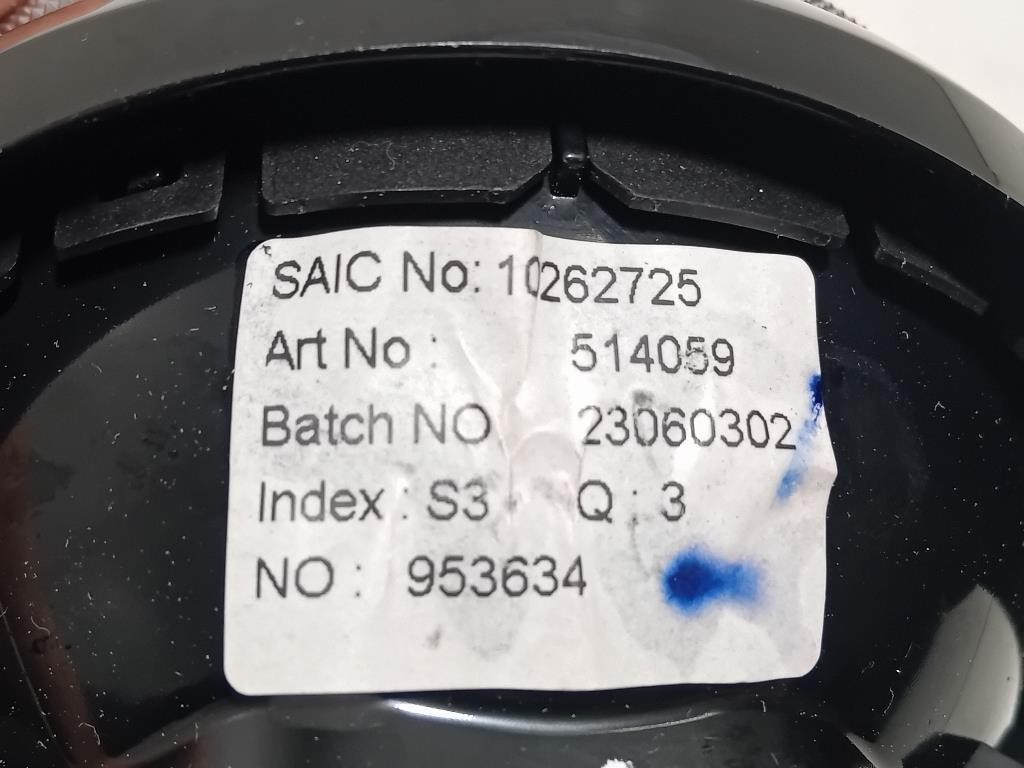 SAIC No: 10262725
Art No : 514059
Batch NO 23060302
Index : S3 Q : 3
NO : 953634